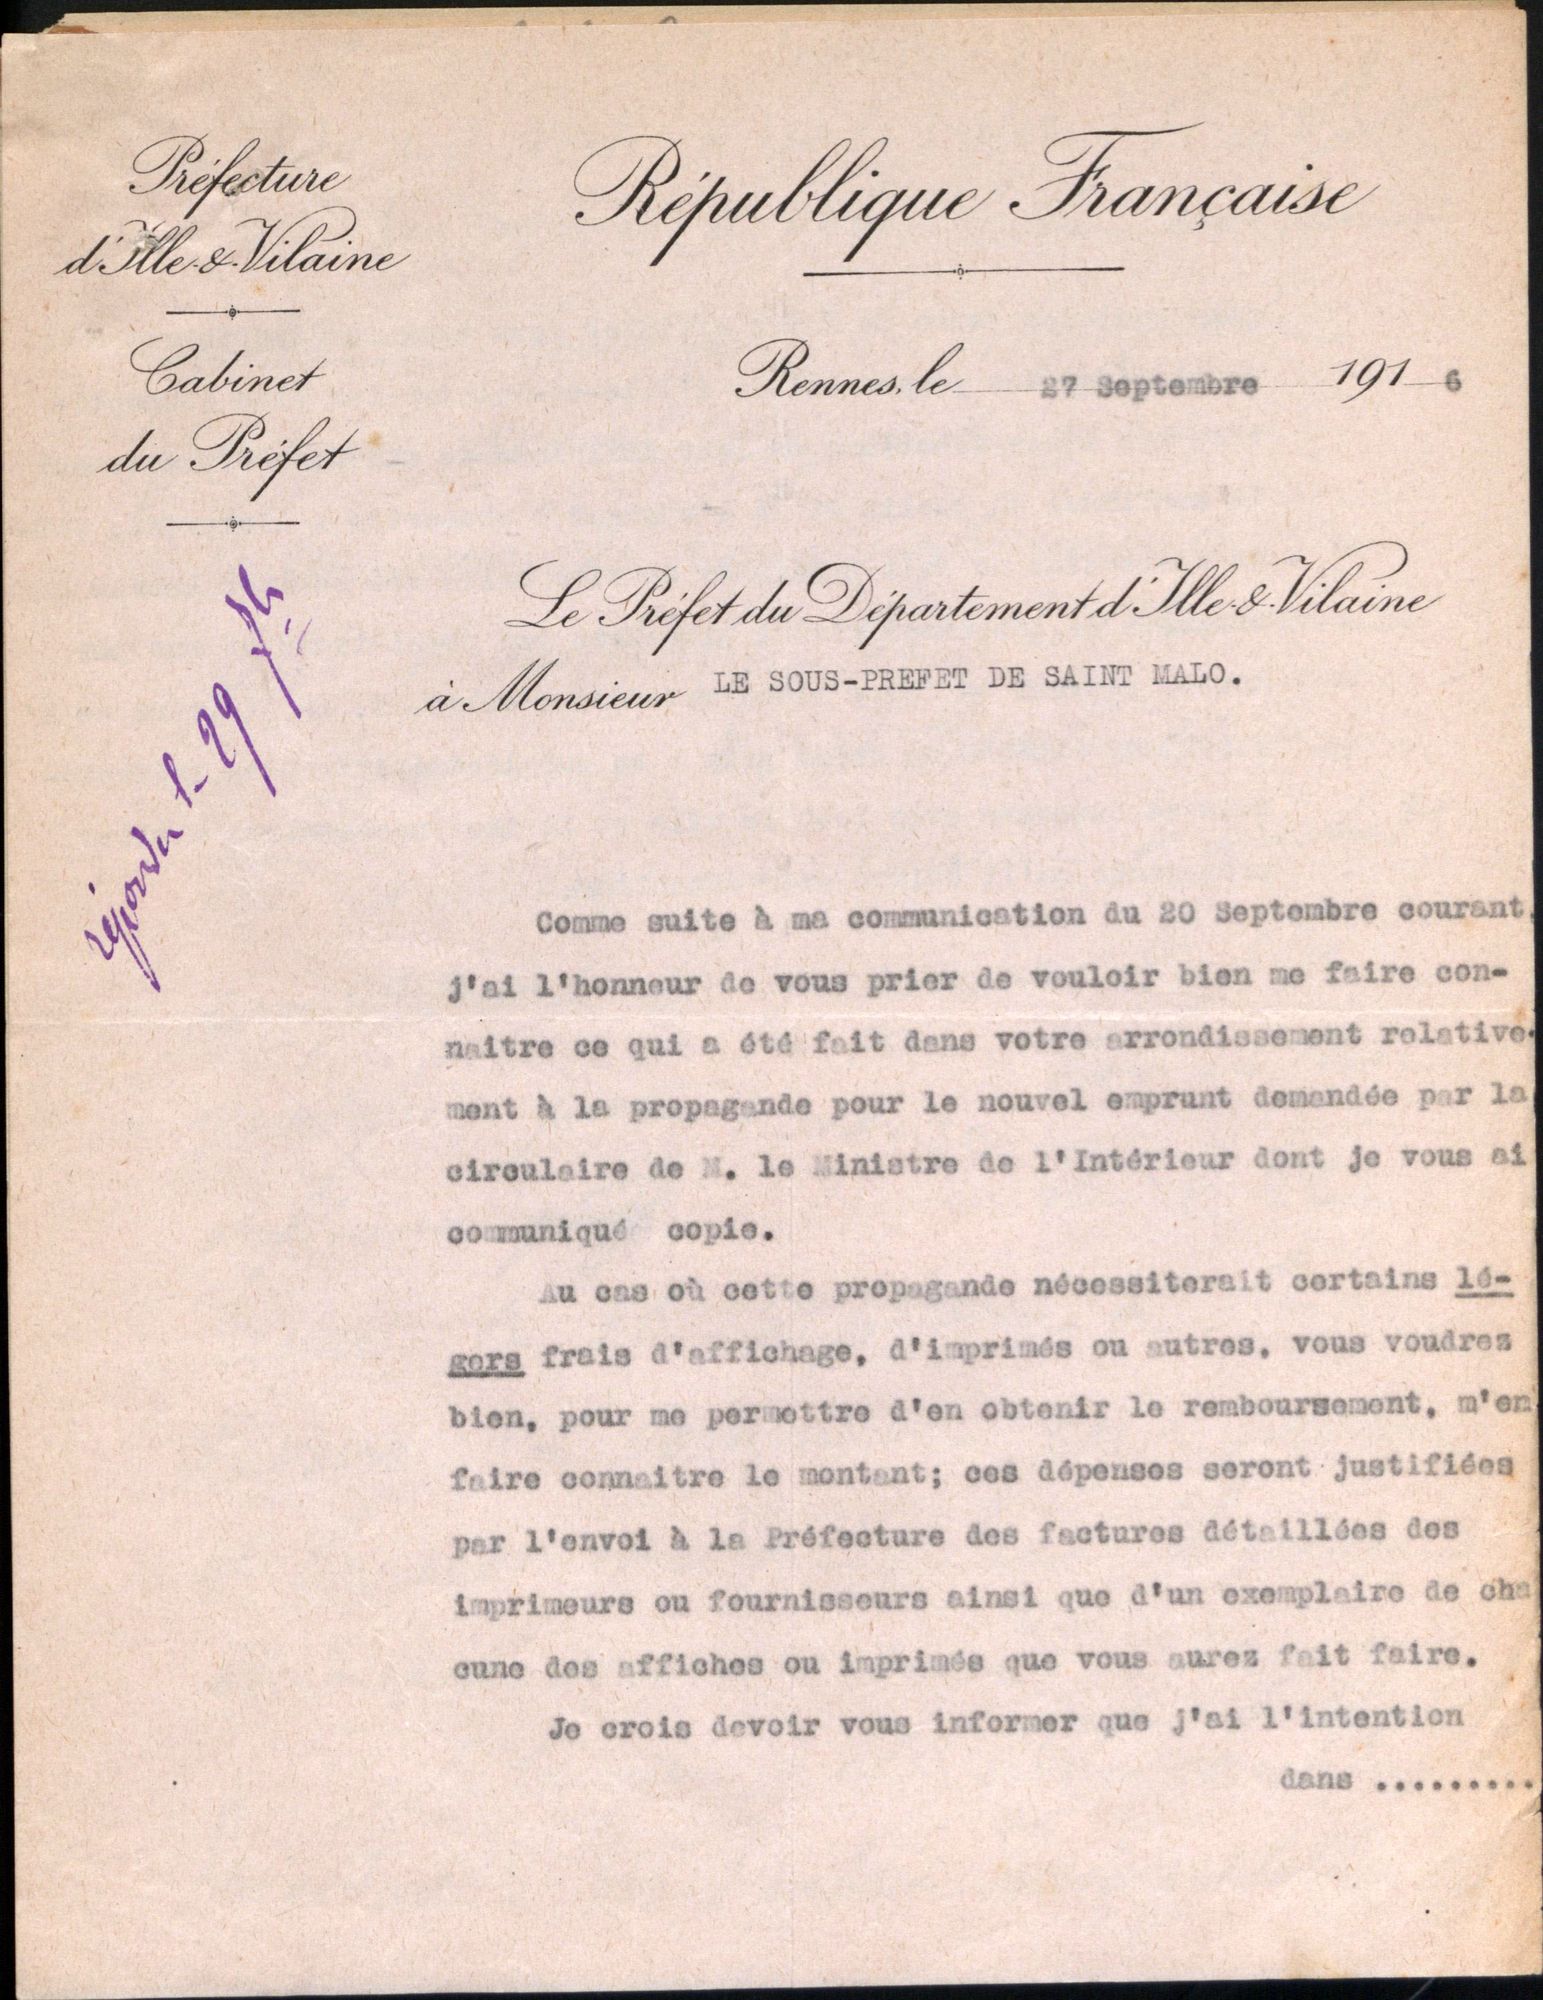 Préfecture
d'Ille-&-Vilaine
Cabinet
du Préfet
République Française
Rennes, le 27 Septembre 1916
Le Préfet du Département d'Ille-&-Vilaine
à Monsieur LE SOUS-PREFET DE SAINT MALO.
répondu le 29
Comme suite à ma communication du 20 Septembre courant,
j'ai l'honneur de vous prier de vouloir bien me faire con-
naitre ce qui a été fait dans votre arrondissement relative-
ment à la propagande pour le nouvel emprunt demandée par la
circulaire de M. le Ministre de l'Intérieur dont je vous ai
communiqué copie.
Au cas où cette propagande nécessiterait certains lé-
gers frais d'affichage, d'imprimés ou autres, vous voudrez
bien, pour me permettre d'en obtenir le remboursement, m'en
faire connaitre le montant; ces dépenses seront justifiées
par l'envoi à la Préfecture des factures détaillées des
imprimeurs ou fournisseurs ainsi que d'un exemplaire de cha
cune des affiches ou imprimés que vous aurez fait faire.
Je crois devoir vous informer que j'ai l'intention
dans .........